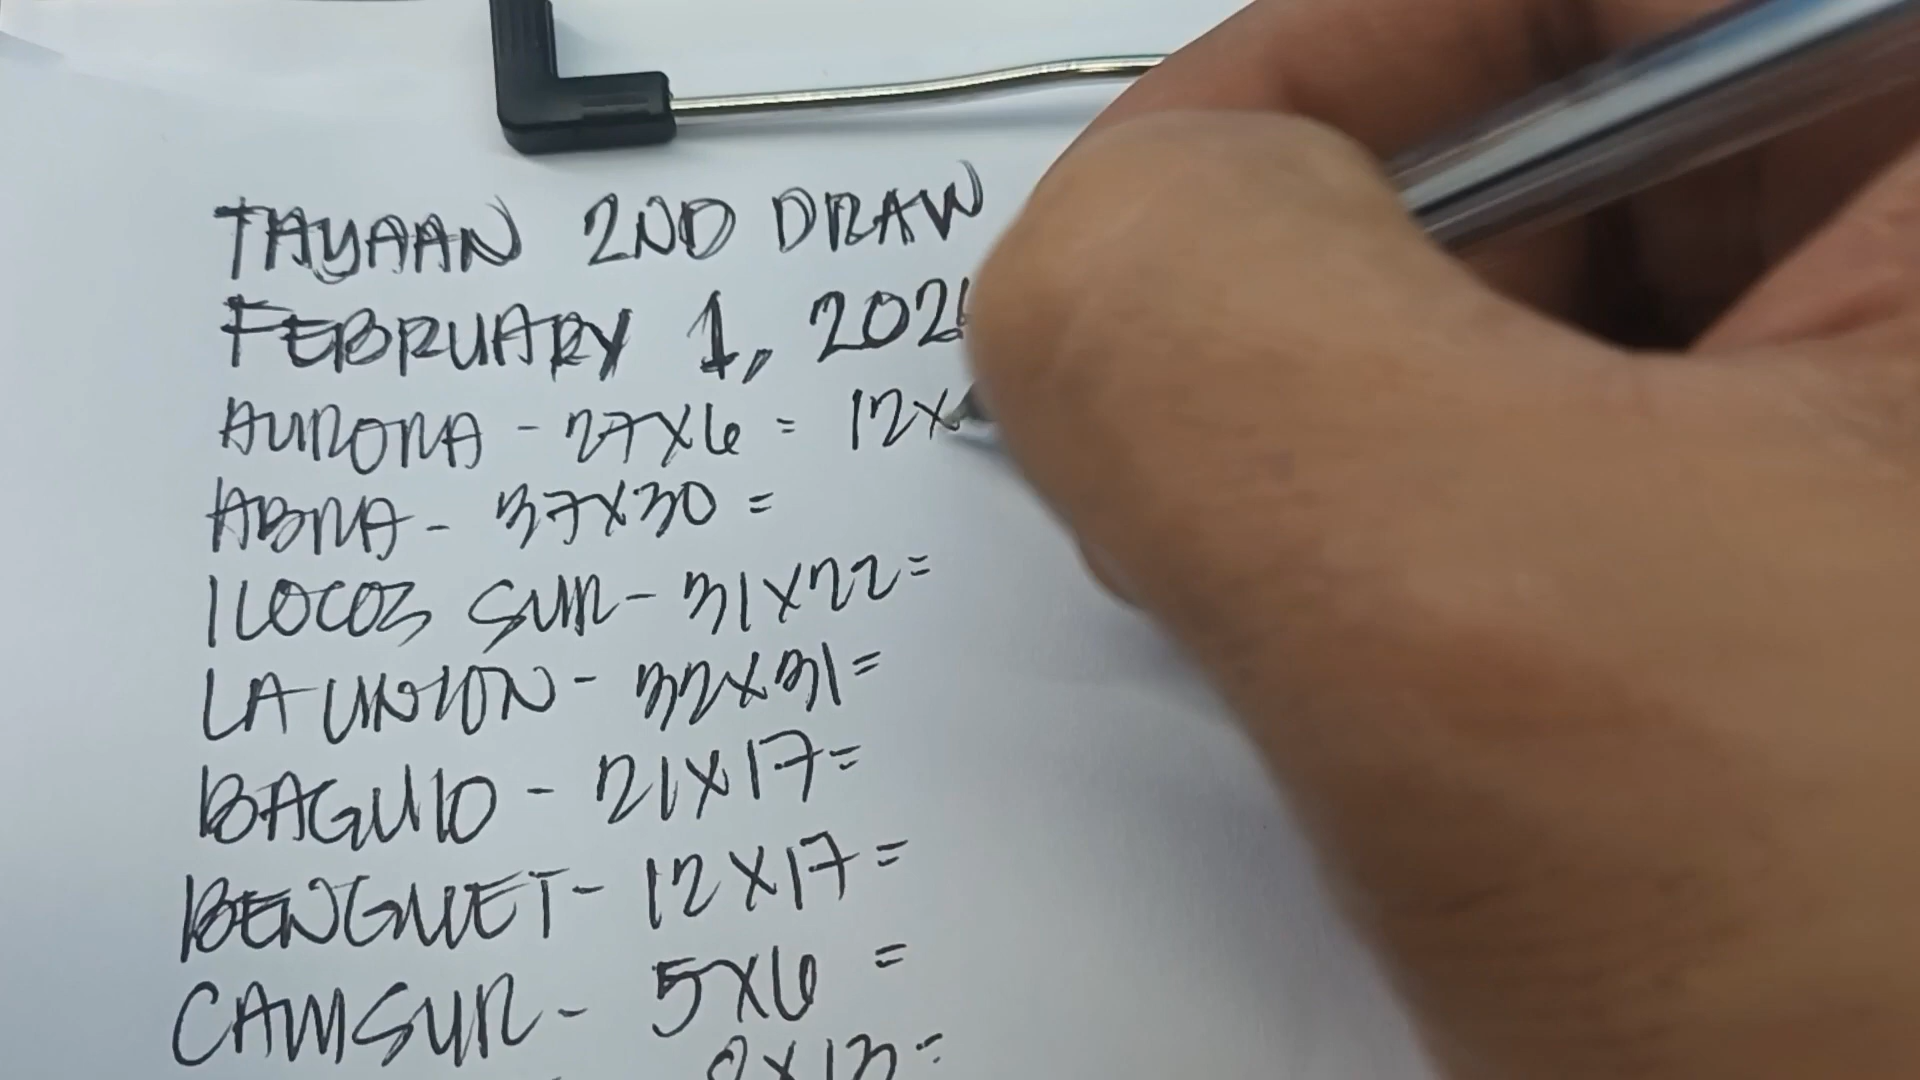 TAYAAN 2ND DRAW
FEBRUARY 1, 202
AURORA - 27X6 = 12X
ABRA - 37X30 =
ILOCOS SUR - 31X22 =
LA UNION - 32X31 =
BAGUIO - 21X17 =
BENGUET - 12X17 =
CAMSUR - 5X6 =
X13 =